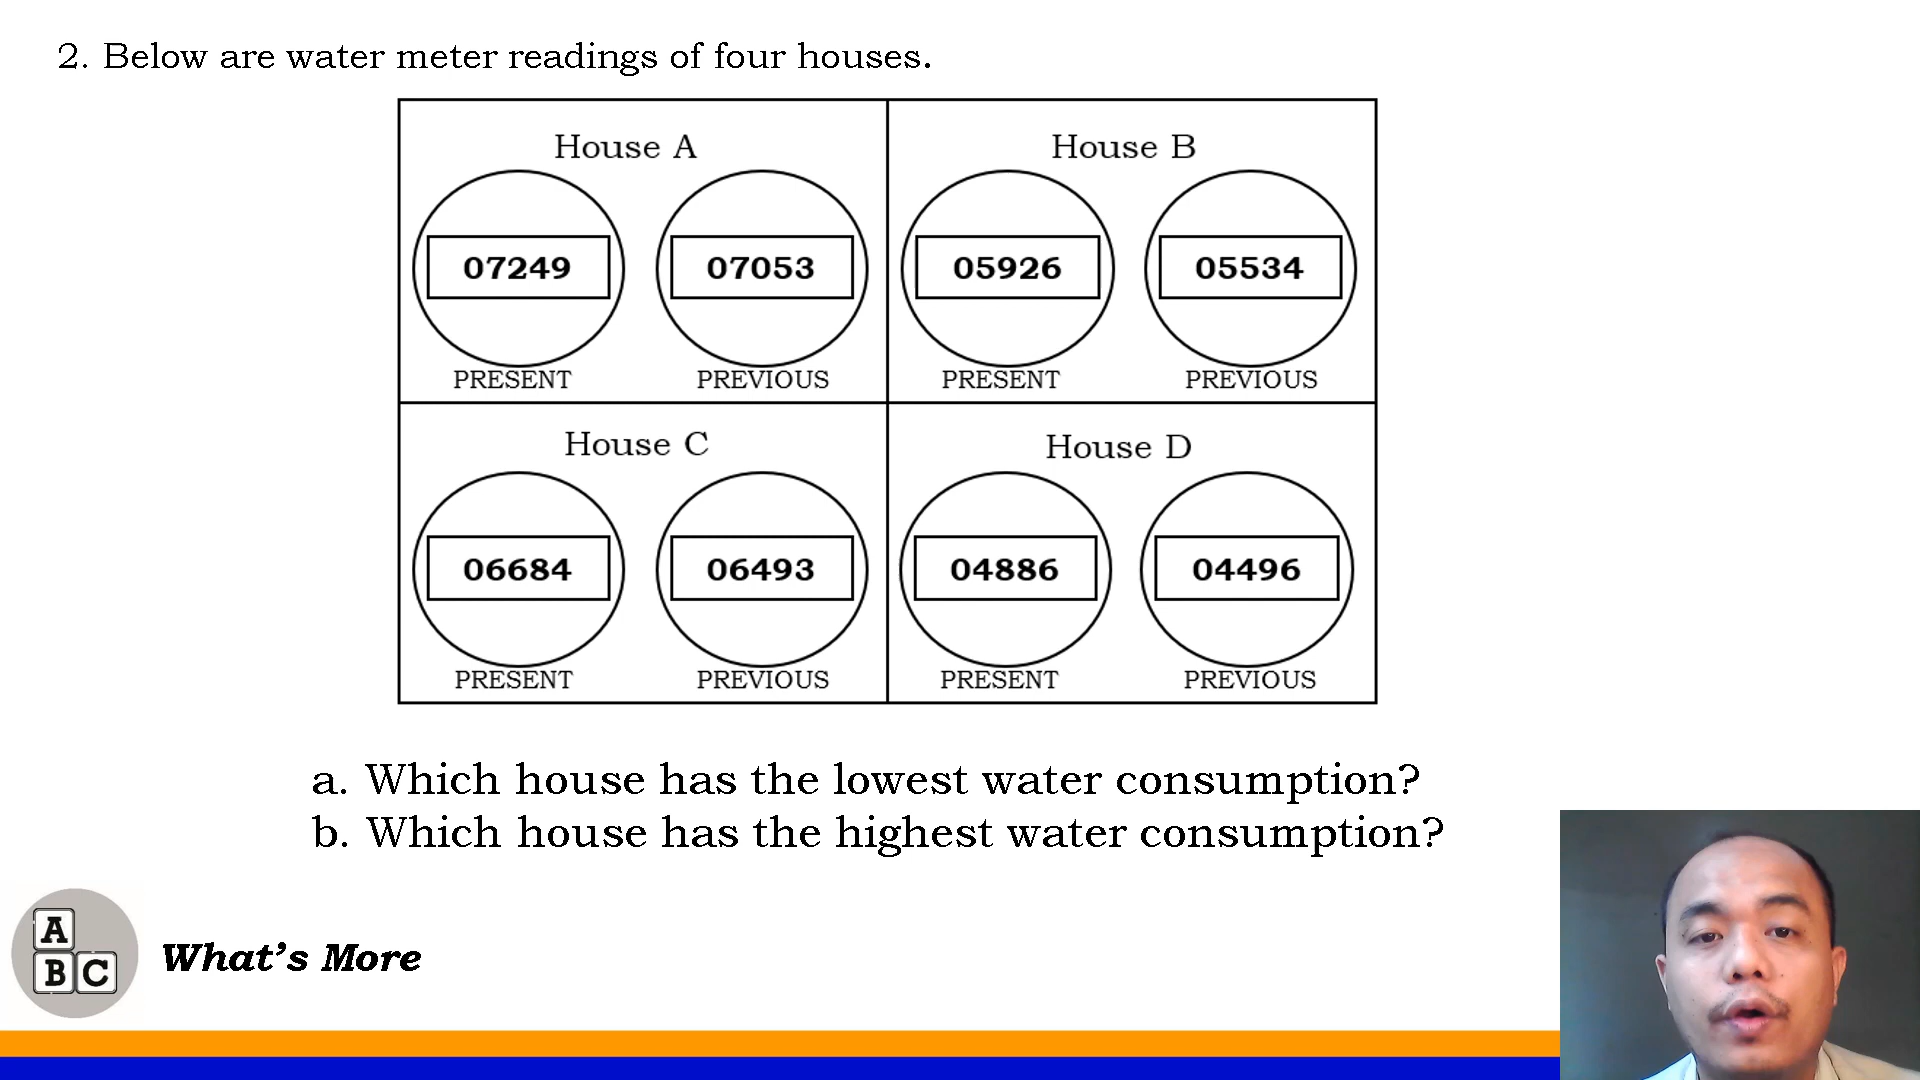 2. Below are water meter readings of four houses.
House A
House B
07249
07053
05926
05534
PRESENT
PREVIOUS
PRESENT
PREVIOUS
House C
House D
06684
06493
04886
04496
PRESENT
PREVIOUS
PRESENT
PREVIOUS
a. Which house has the lowest water consumption?
b. Which house has the highest water consumption?
A
B C
What's More